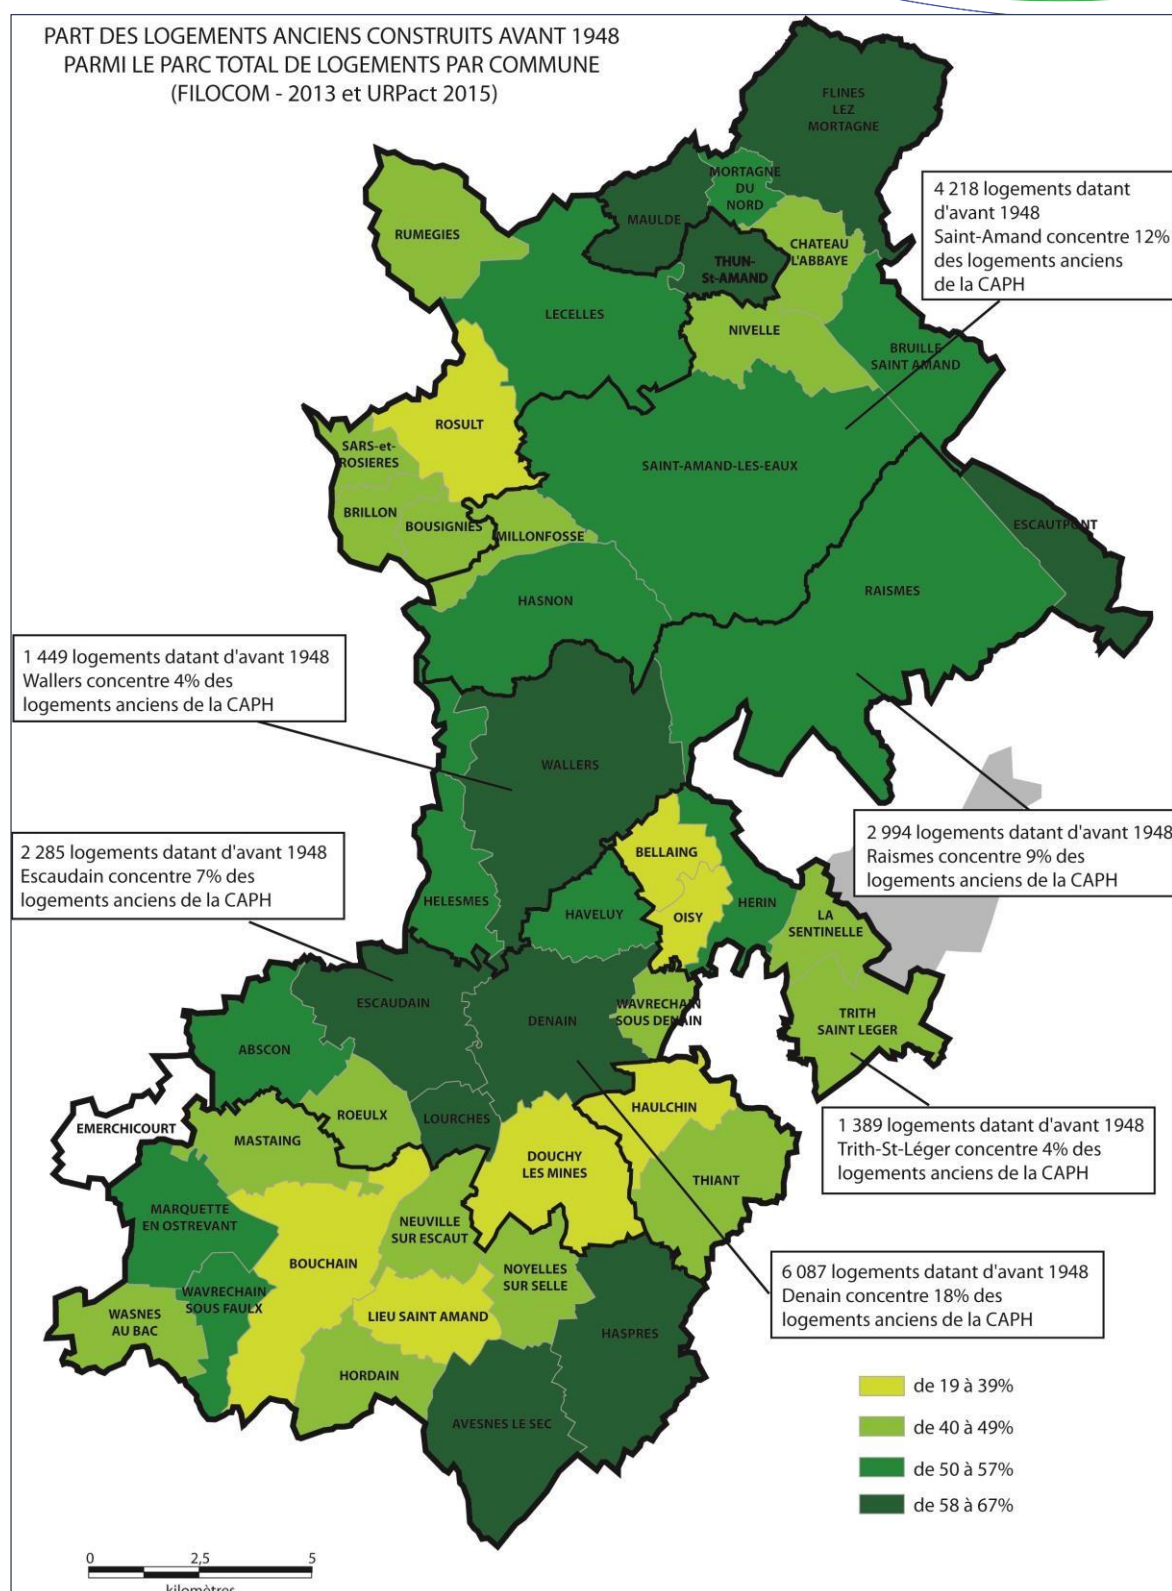 PART DES LOGEMENTS ANCIENS CONSTRUITS AVANT 1948
PARMI LE PARC TOTAL DE LOGEMENTS PAR COMMUNE
(FILOCOM - 2013 et URPact 2015)
FLINES
LEZ
MORTAGNE
MORTAGNE
DU
NORD
MAULDE
RUMEGIES
CHATEAU
L'ABBAYE
THUN-
St-AMAND
4 218 logements datant
d'avant 1948
Saint-Amand concentre 12%
des logements anciens
de la CAPH
LECELLES
NIVELLE
BRUILLE
SAINT AMAND
ROSULT
SARS-et-
ROSIERES
SAINT-AMAND-LES-EAUX
BRILLON
BOUSIGNIES
MILLONFOSSE
ESCAUTPONT
HASNON
RAISMES
1 449 logements datant d'avant 1948
Wallers concentre 4% des
logements anciens de la CAPH
WALLERS
2 994 logements datant d'avant 1948
Raismes concentre 9% des
logements anciens de la CAPH
2 285 logements datant d'avant 1948
Escaudain concentre 7% des
logements anciens de la CAPH
BELLAING
HELESMES
HAVELUY
OISY
HERIN
LA
SENTINELLE
ESCAUDAIN
DENAIN
WAVRECHAIN
SOUS DENAIN
TRITH
SAINT LEGER
ABSCON
EMERCHICOURT
MASTAING
ROEULX
LOURCHES
HAULCHIN
1 389 logements datant d'avant 1948
Trith-St-Léger concentre 4% des
logements anciens de la CAPH
DOUCHY
LES MINES
THIANT
MARQUETTE
EN OSTREVANT
NEUVILLE
SUR ESCAUT
BOUCHAIN
NOYELLES
SUR SELLE
6 087 logements datant d'avant 1948
Denain concentre 18% des
logements anciens de la CAPH
WASNES
AU BAC
WAVRECHAIN
SOUS FAULX
LIEU SAINT AMAND
HASPRES
HORDAIN
AVESNES LE SEC
de 19 à 39%
de 40 à 49%
de 50 à 57%
de 58 à 67%
0 2,5 5
kilomètres